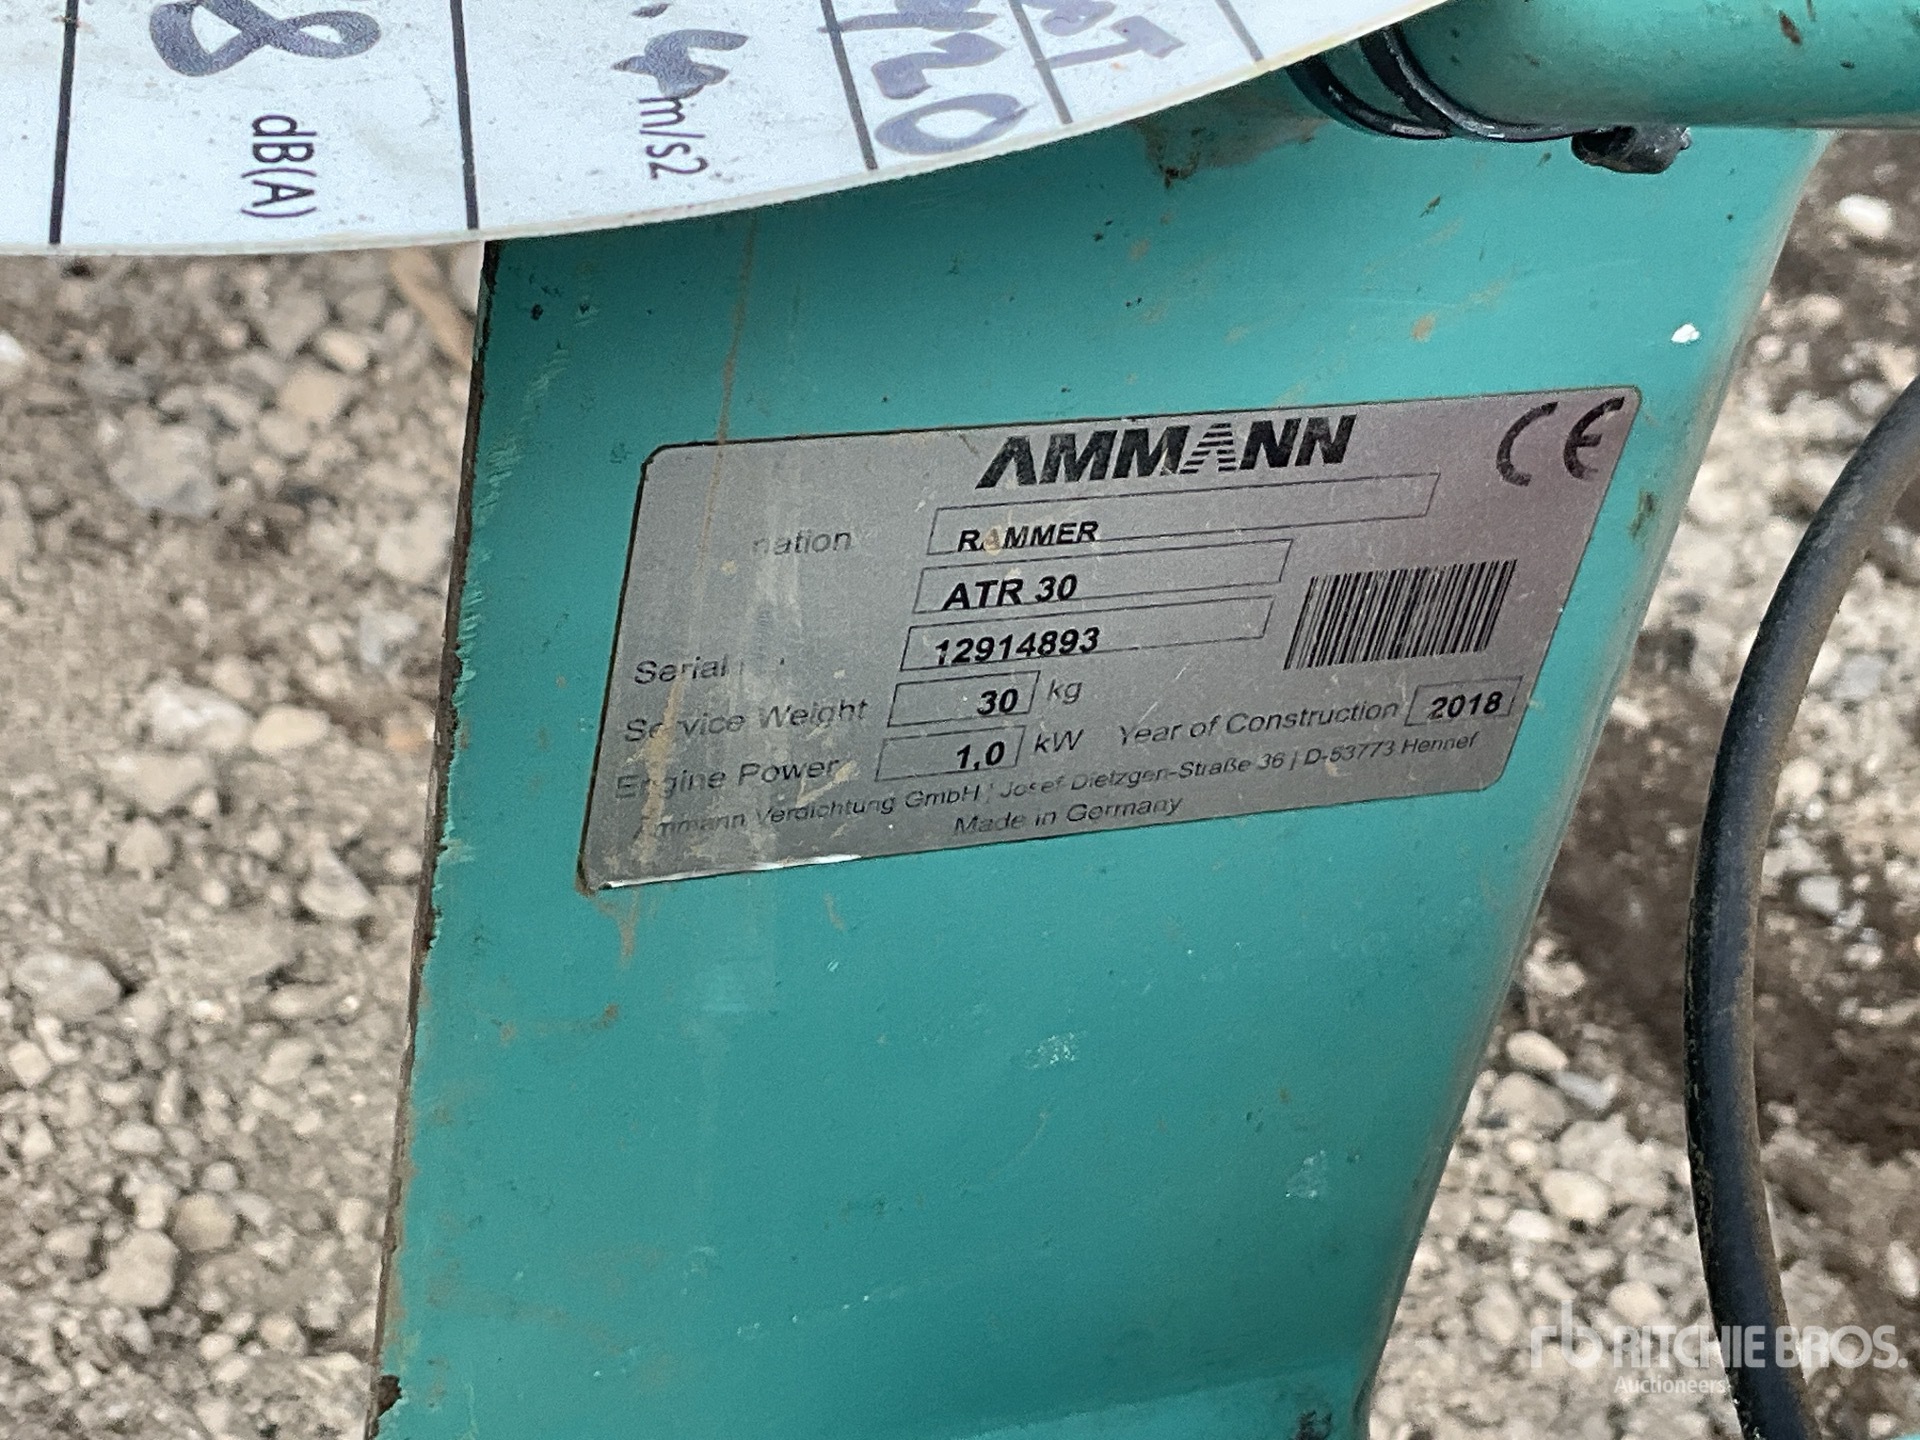 8 dB(A)
.4 m/s2
AMMANN CE
RAMMER
ATR 30
Serial 12914893
Service Weight 30 kg
Engine Power 1,0 kW Year of Construction 2018
Ammann Verdichtung GmbH | Josef-Dietzgen-Straße 36 | D-53773 Hennef
Made in Germany
rb RITCHIE BROS.
Auctioneers